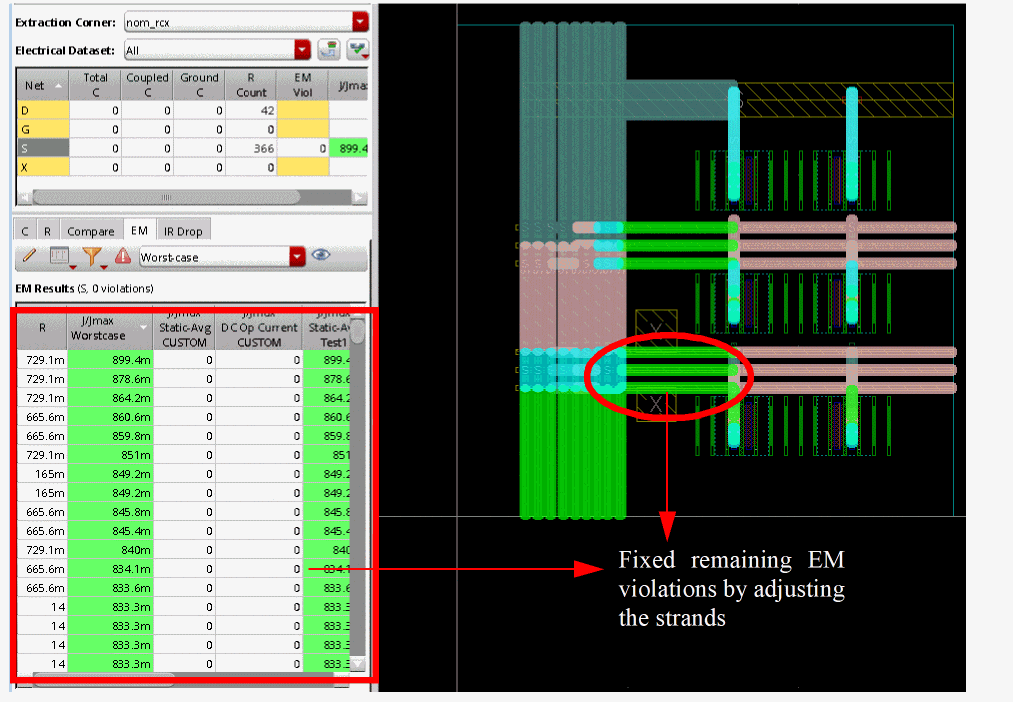 Extraction Corner: nom_rcx
Electrical Dataset: All
Net Total C Coupled C Ground C R Count EM Viol J/Jma
D 0 0 0 42
G 0 0 0 0
S 0 0 0 366 0 899.4
X 0 0 0 0
C R Compare EM IR Drop
Worst-case
EM Results (S, 0 violations)
R J/Jmax Worstcase J/Jmax Static-Avg CUSTOM J/Jmax DC Op Current CUSTOM J/Jmax Static-Av Test1
729.1m 899.4m 0 0 899.4
729.1m 878.6m 0 0 878.6
729.1m 864.2m 0 0 864.2
665.6m 860.6m 0 0 860.6
665.6m 859.8m 0 0 859.8
729.1m 851m 0 0 851
165m 849.2m 0 0 849.2
165m 849.2m 0 0 849.2
665.6m 845.8m 0 0 845.8
665.6m 845.4m 0 0 845.4
729.1m 840m 0 0 840
665.6m 834.1m 0 0 834.1
665.6m 833.6m 0 0 833.6
14 833.3m 0 0 833.3
14 833.3m 0 0 833.3
14 833.3m 0 0 833.3
14 833.3m 0 0 833.3
X
X
Fixed remaining EM
violations by adjusting
the strands